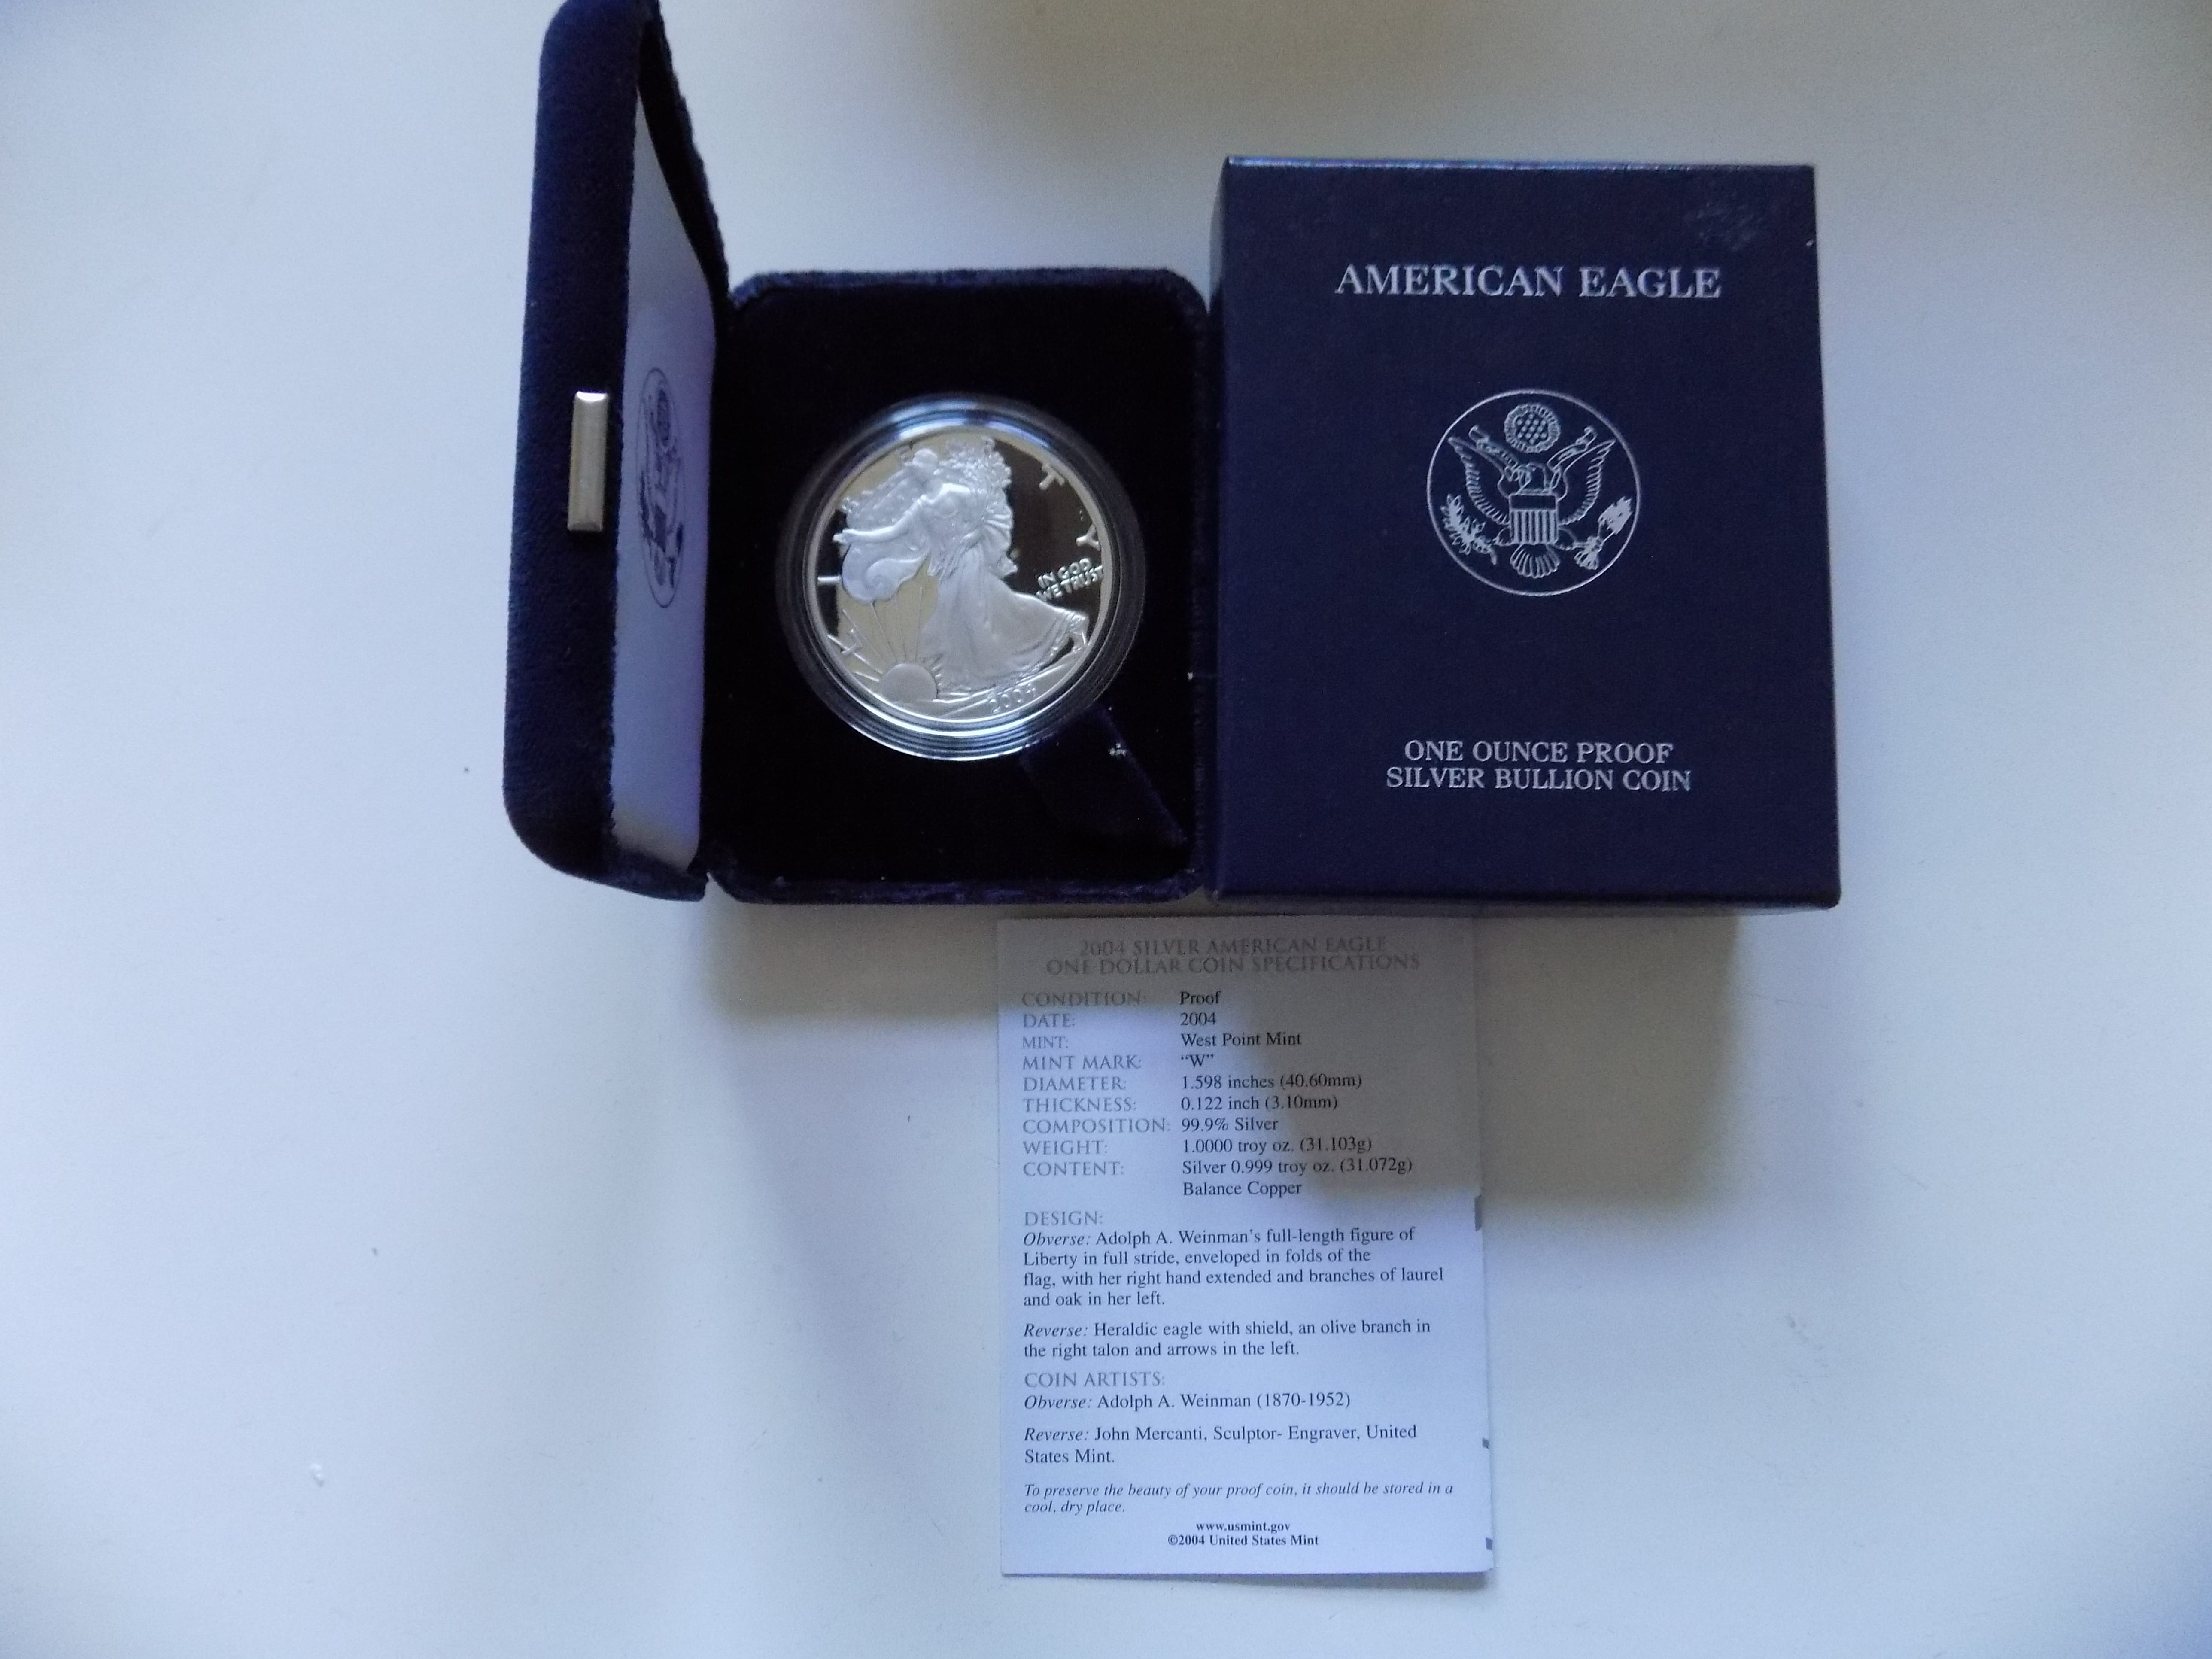 T
Y
IN GOD
WE TRUST
2004
AMERICAN EAGLE
ONE OUNCE PROOF
SILVER BULLION COIN
2004 SILVER AMERICAN EAGLE
ONE DOLLAR COIN SPECIFICATIONS
CONDITION: Proof
DATE: 2004
MINT: West Point Mint
MINT MARK: “W”
DIAMETER: 1.598 inches (40.60mm)
THICKNESS: 0.122 inch (3.10mm)
COMPOSITION: 99.9% Silver
WEIGHT: 1.0000 troy oz. (31.103g)
CONTENT: Silver 0.999 troy oz. (31.072g)
Balance Copper
DESIGN:
Obverse: Adolph A. Weinman's full-length figure of
Liberty in full stride, enveloped in folds of the
flag, with her right hand extended and branches of laurel
and oak in her left.
Reverse: Heraldic eagle with shield, an olive branch in
the right talon and arrows in the left.
COIN ARTISTS:
Obverse: Adolph A. Weinman (1870-1952)
Reverse: John Mercanti, Sculptor- Engraver, United
States Mint.
To preserve the beauty of your proof coin, it should be stored in a
cool, dry place.
www.usmint.gov
©2004 United States Mint